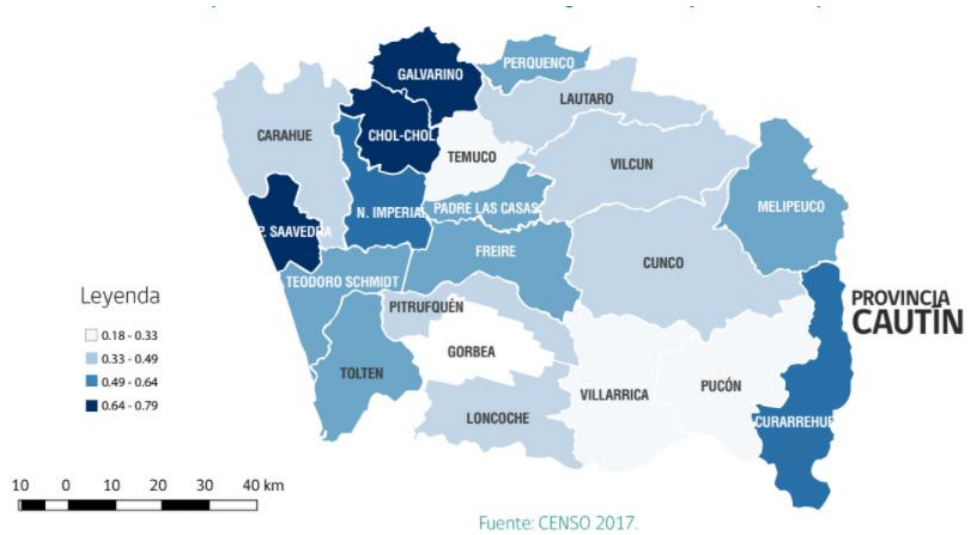 GALVARINO
PERQUENCO
LAUTARO
CARAHUE
CHOL-CHOL
TEMUCO
VILCUN
N. IMPERIAL
PADRE LAS CASAS
MELIPEUCO
P. SAAVEDRA
FREIRE
CUNCO
TEODORO SCHMIDT
PITRUFQUÉN
PROVINCIA
CAUTÍN
GORBEA
TOLTEN
VILLARRICA
PUCÓN
LONCOCHE
CURARREHUE
Leyenda
0.18 - 0.33
0.33 - 0.49
0.49 - 0.64
0.64 - 0.79
10 0 10 20 30 40 km
Fuente: CENSO 2017.